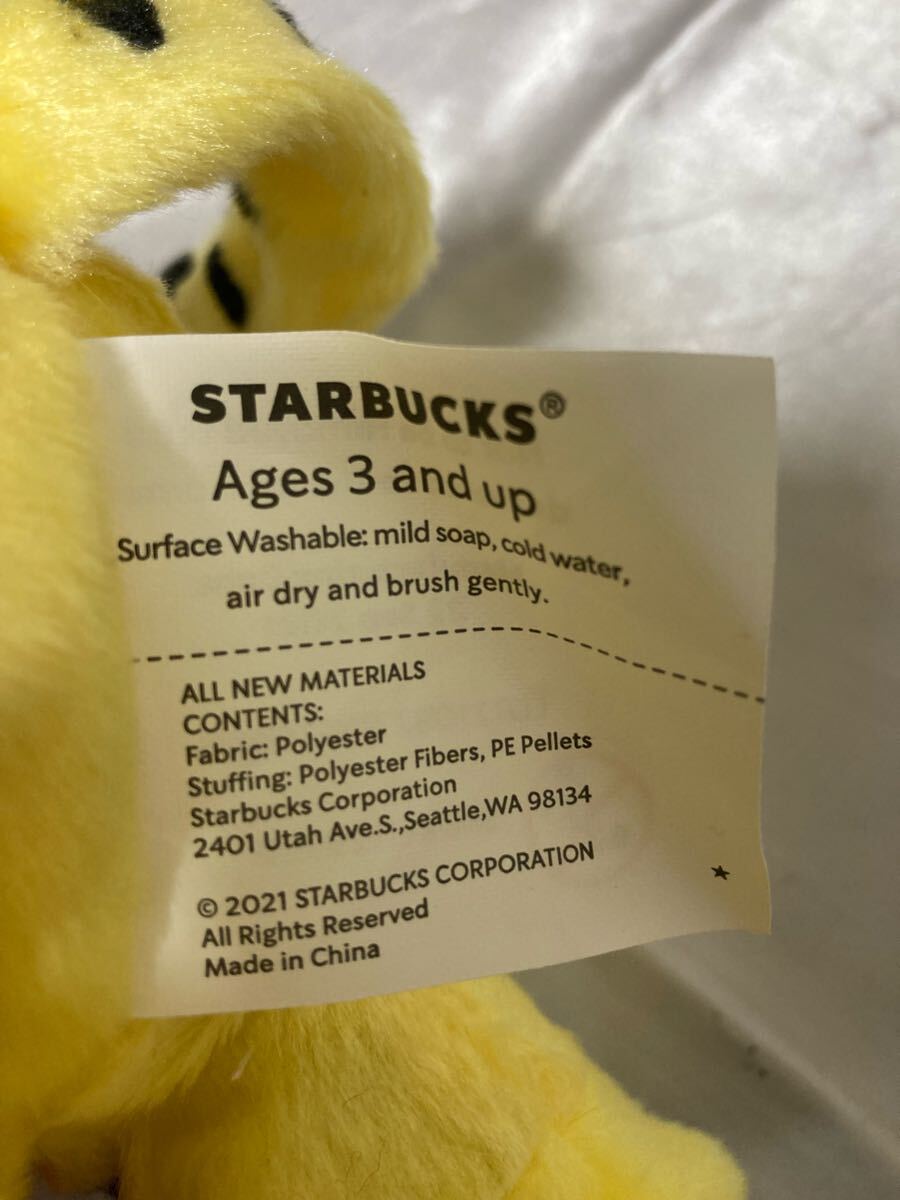 STARBUCKS®
Ages 3 and up
Surface Washable: mild soap, cold water,
air dry and brush gently.
ALL NEW MATERIALS
CONTENTS:
Fabric: Polyester
Stuffing: Polyester Fibers, PE Pellets
Starbucks Corporation
2401 Utah Ave.S.,Seattle,WA 98134
© 2021 STARBUCKS CORPORATION
All Rights Reserved
Made in China